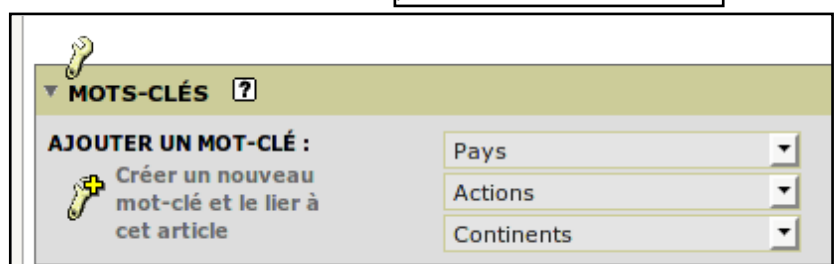 MOTS-CLÉS ?
AJOUTER UN MOT-CLÉ :
Créer un nouveau
mot-clé et le lier à
cet article
Pays
Actions
Continents